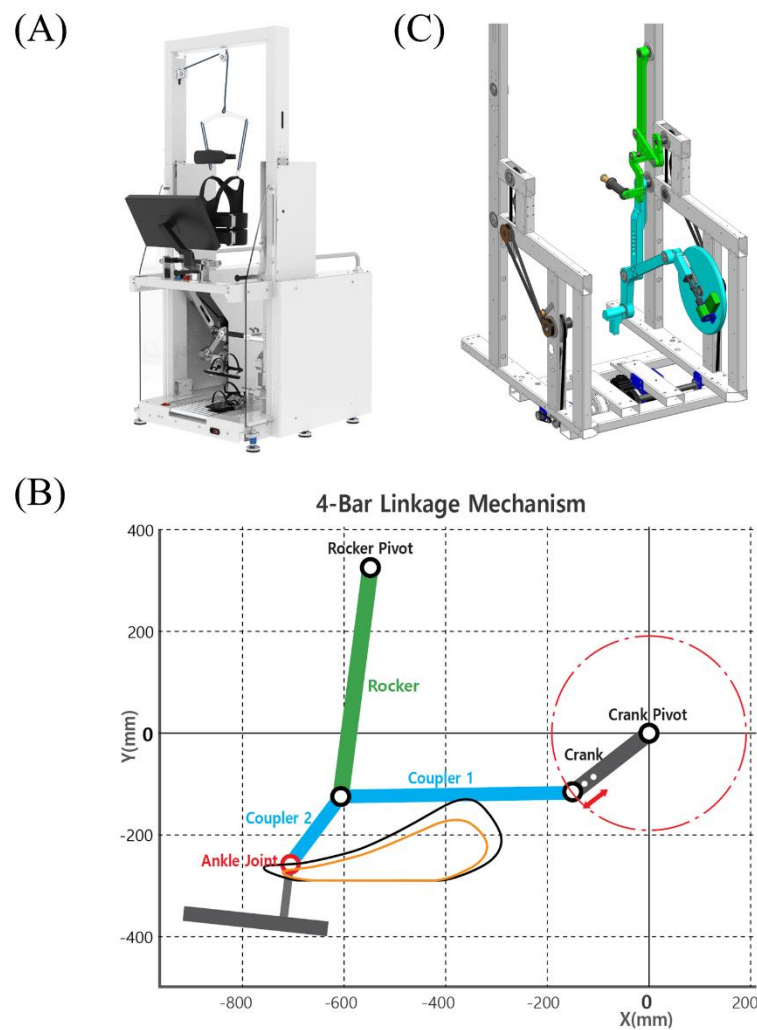 (A)
(C)
(B)
4-Bar Linkage Mechanism
400
Rocker Pivot
200
Rocker
Crank Pivot
0
Y(mm)
Crank
Coupler 1
Coupler 2
-200
Ankle Joint
-400
-800
-600
-400
-200
0
200
X(mm)